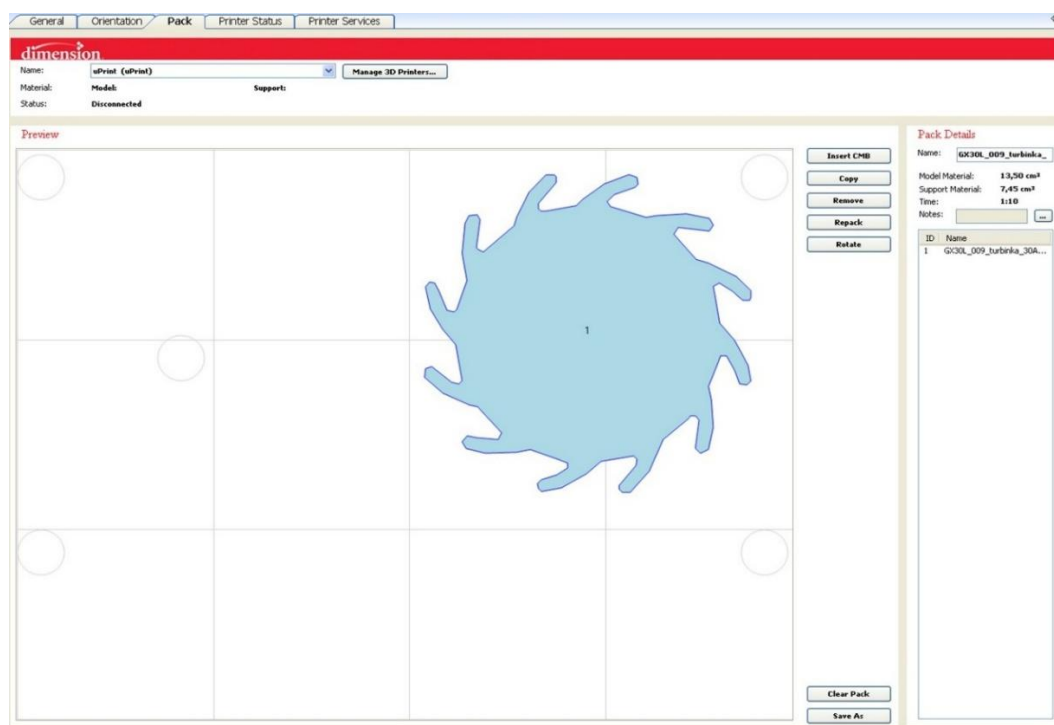 General Orientation Pack Printer Status Printer Services
dimension
Name: uPrint (uPrint) Manage 3D Printers...
Material: Model: Support:
Status: Disconnected
Preview
Pack Details
Insert CMB
Name: GX30L_009_turbinka_
Copy
Model Material: 13,50 cm³
Support Material: 7,45 cm³
Remove
Time: 1:10
Notes: ...
Repack
Rotate
ID Name
1 GX30L_009_turbinka_30A...
1
Clear Pack
Save As